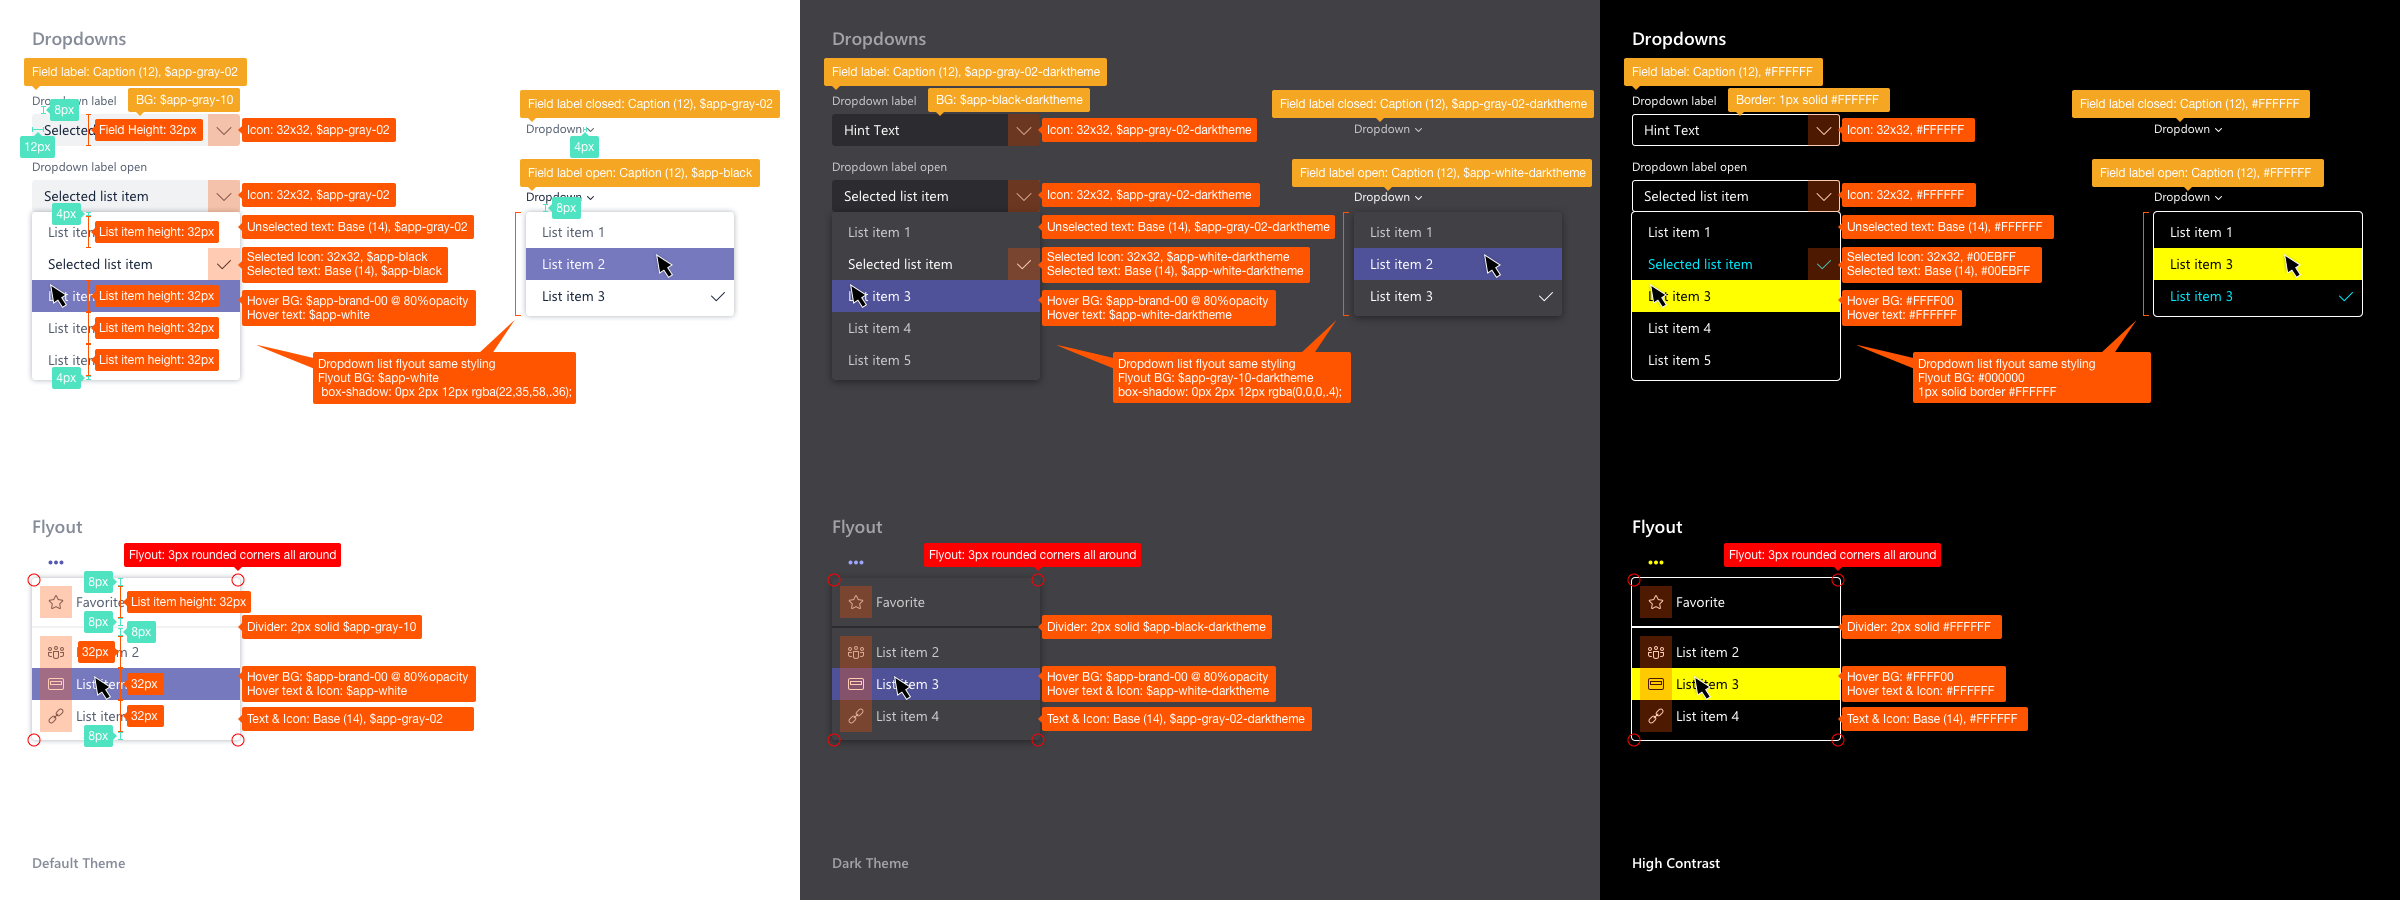 Dropdowns
Field label: Caption (12), $app-gray-02
Dropdown label
BG: $app-gray-10
8px
Selected
Field Height: 32px
Icon: 32x32, $app-gray-02
12px
Field label closed: Caption (12), $app-gray-02
Dropdown
4px
Dropdown label open
Selected list item
Icon: 32x32, $app-gray-02
4px
List item height: 32px
Unselected text: Base (14), $app-gray-02
Selected list item
Selected Icon: 32x32, $app-black
Selected text: Base (14), $app-black
List item height: 32px
Hover BG: $app-brand-00 @ 80%opacity
Hover text: $app-white
List item height: 32px
List item height: 32px
4px
Field label open: Caption (12), $app-black
Dropdown
8px
List item 1
List item 2
List item 3
Dropdown list flyout same styling
Flyout BG: $app-white
box-shadow: 0px 2px 12px rgba(22,35,58,.36);
Flyout
Flyout: 3px rounded corners all around
8px
Favorite
List item height: 32px
8px
8px
Divider: 2px solid $app-gray-10
32px
m 2
32px
Hover BG: $app-brand-00 @ 80%opacity
Hover text & Icon: $app-white
List item
32px
Text & Icon: Base (14), $app-gray-02
8px
Default Theme
Dropdowns
Field label: Caption (12), $app-gray-02-darktheme
Dropdown label
BG: $app-black-darktheme
Hint Text
Icon: 32x32, $app-gray-02-darktheme
Field label closed: Caption (12), $app-gray-02-darktheme
Dropdown
Dropdown label open
Selected list item
Icon: 32x32, $app-gray-02-darktheme
List item 1
Unselected text: Base (14), $app-gray-02-darktheme
Selected list item
Selected Icon: 32x32, $app-white-darktheme
Selected text: Base (14), $app-white-darktheme
List item 3
Hover BG: $app-brand-00 @ 80%opacity
Hover text: $app-white-darktheme
List item 4
List item 5
Field label open: Caption (12), $app-white-darktheme
Dropdown
List item 1
List item 2
List item 3
Dropdown list flyout same styling
Flyout BG: $app-gray-10-darktheme
box-shadow: 0px 2px 12px rgba(0,0,0,.4);
Flyout
Flyout: 3px rounded corners all around
Favorite
Divider: 2px solid $app-black-darktheme
List item 2
List item 3
Hover BG: $app-brand-00 @ 80%opacity
Hover text & Icon: $app-white-darktheme
List item 4
Text & Icon: Base (14), $app-gray-02-darktheme
Dark Theme
Dropdowns
Field label: Caption (12), #FFFFFF
Dropdown label
Border: 1px solid #FFFFFF
Hint Text
Icon: 32x32, #FFFFFF
Field label closed: Caption (12), #FFFFFF
Dropdown
Dropdown label open
Selected list item
Icon: 32x32, #FFFFFF
List item 1
Unselected text: Base (14), #FFFFFF
Selected list item
Selected Icon: 32x32, #00EBFF
Selected text: Base (14), #00EBFF
List item 3
Hover BG: #FFFF00
Hover text: #FFFFFF
List item 4
List item 5
Field label open: Caption (12), #FFFFFF
Dropdown
List item 1
List item 3
List item 3
Dropdown list flyout same styling
Flyout BG: #000000
1px solid border #FFFFFF
Flyout
Flyout: 3px rounded corners all around
Favorite
Divider: 2px solid #FFFFFF
List item 2
List item 3
Hover BG: #FFFF00
Hover text & Icon: #FFFFFF
List item 4
Text & Icon: Base (14), #FFFFFF
High Contrast